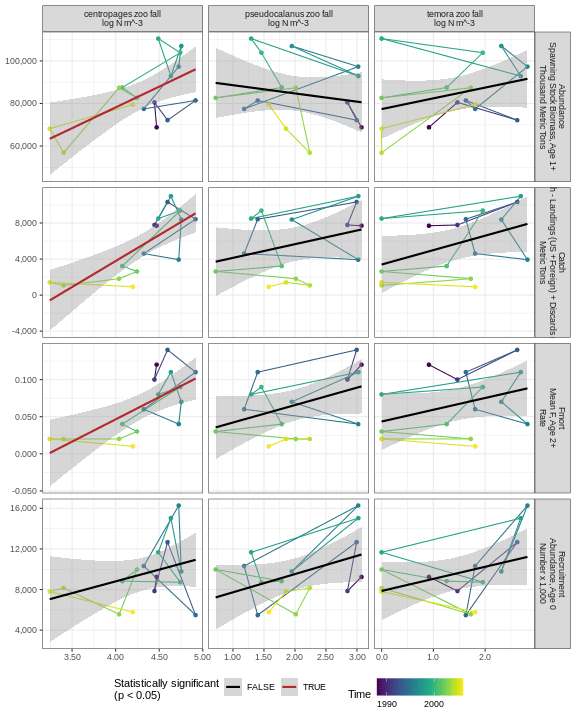 centropages zoo fall
log N m^-3
pseudocalanus zoo fall
log N m^-3
temora zoo fall
log N m^-3
100,000
80,000
60,000
Abundance
Spawning Stock Biomass, Age 1+
Thousand Metric Tons
8,000
4,000
0
-4,000
Catch
h - Landings (US +Foreign) + Discards
Metric Tons
0.100
0.050
0.000
-0.050
Fmort
Mean F, Age 2+
Rate
16,000
12,000
8,000
4,000
Recruitment
Abundance, Age 0
Number x 1,000
3.50 4.00 4.50 5.00
1.00 1.50 2.00 2.50 3.00
0.0 1.0 2.0
Statistically significant
(p < 0.05)
FALSE
TRUE
Time
1990 2000